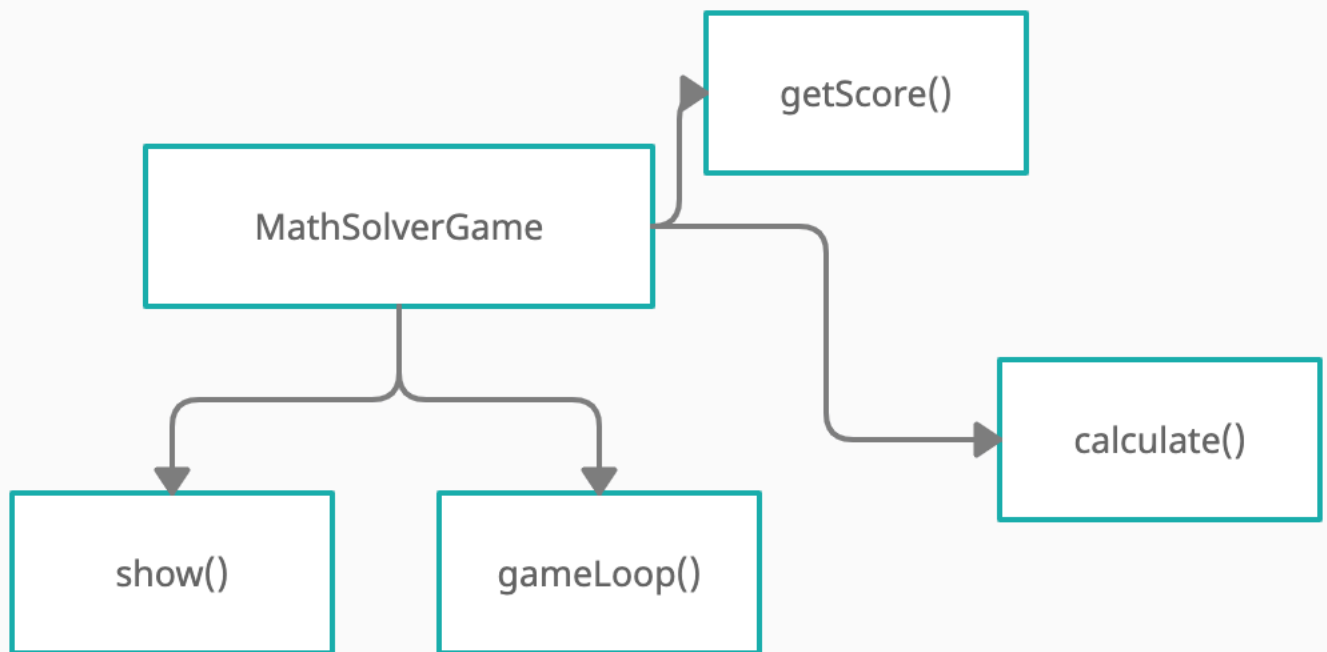 getScore()
MathSolverGame
calculate()
show()
gameLoop()